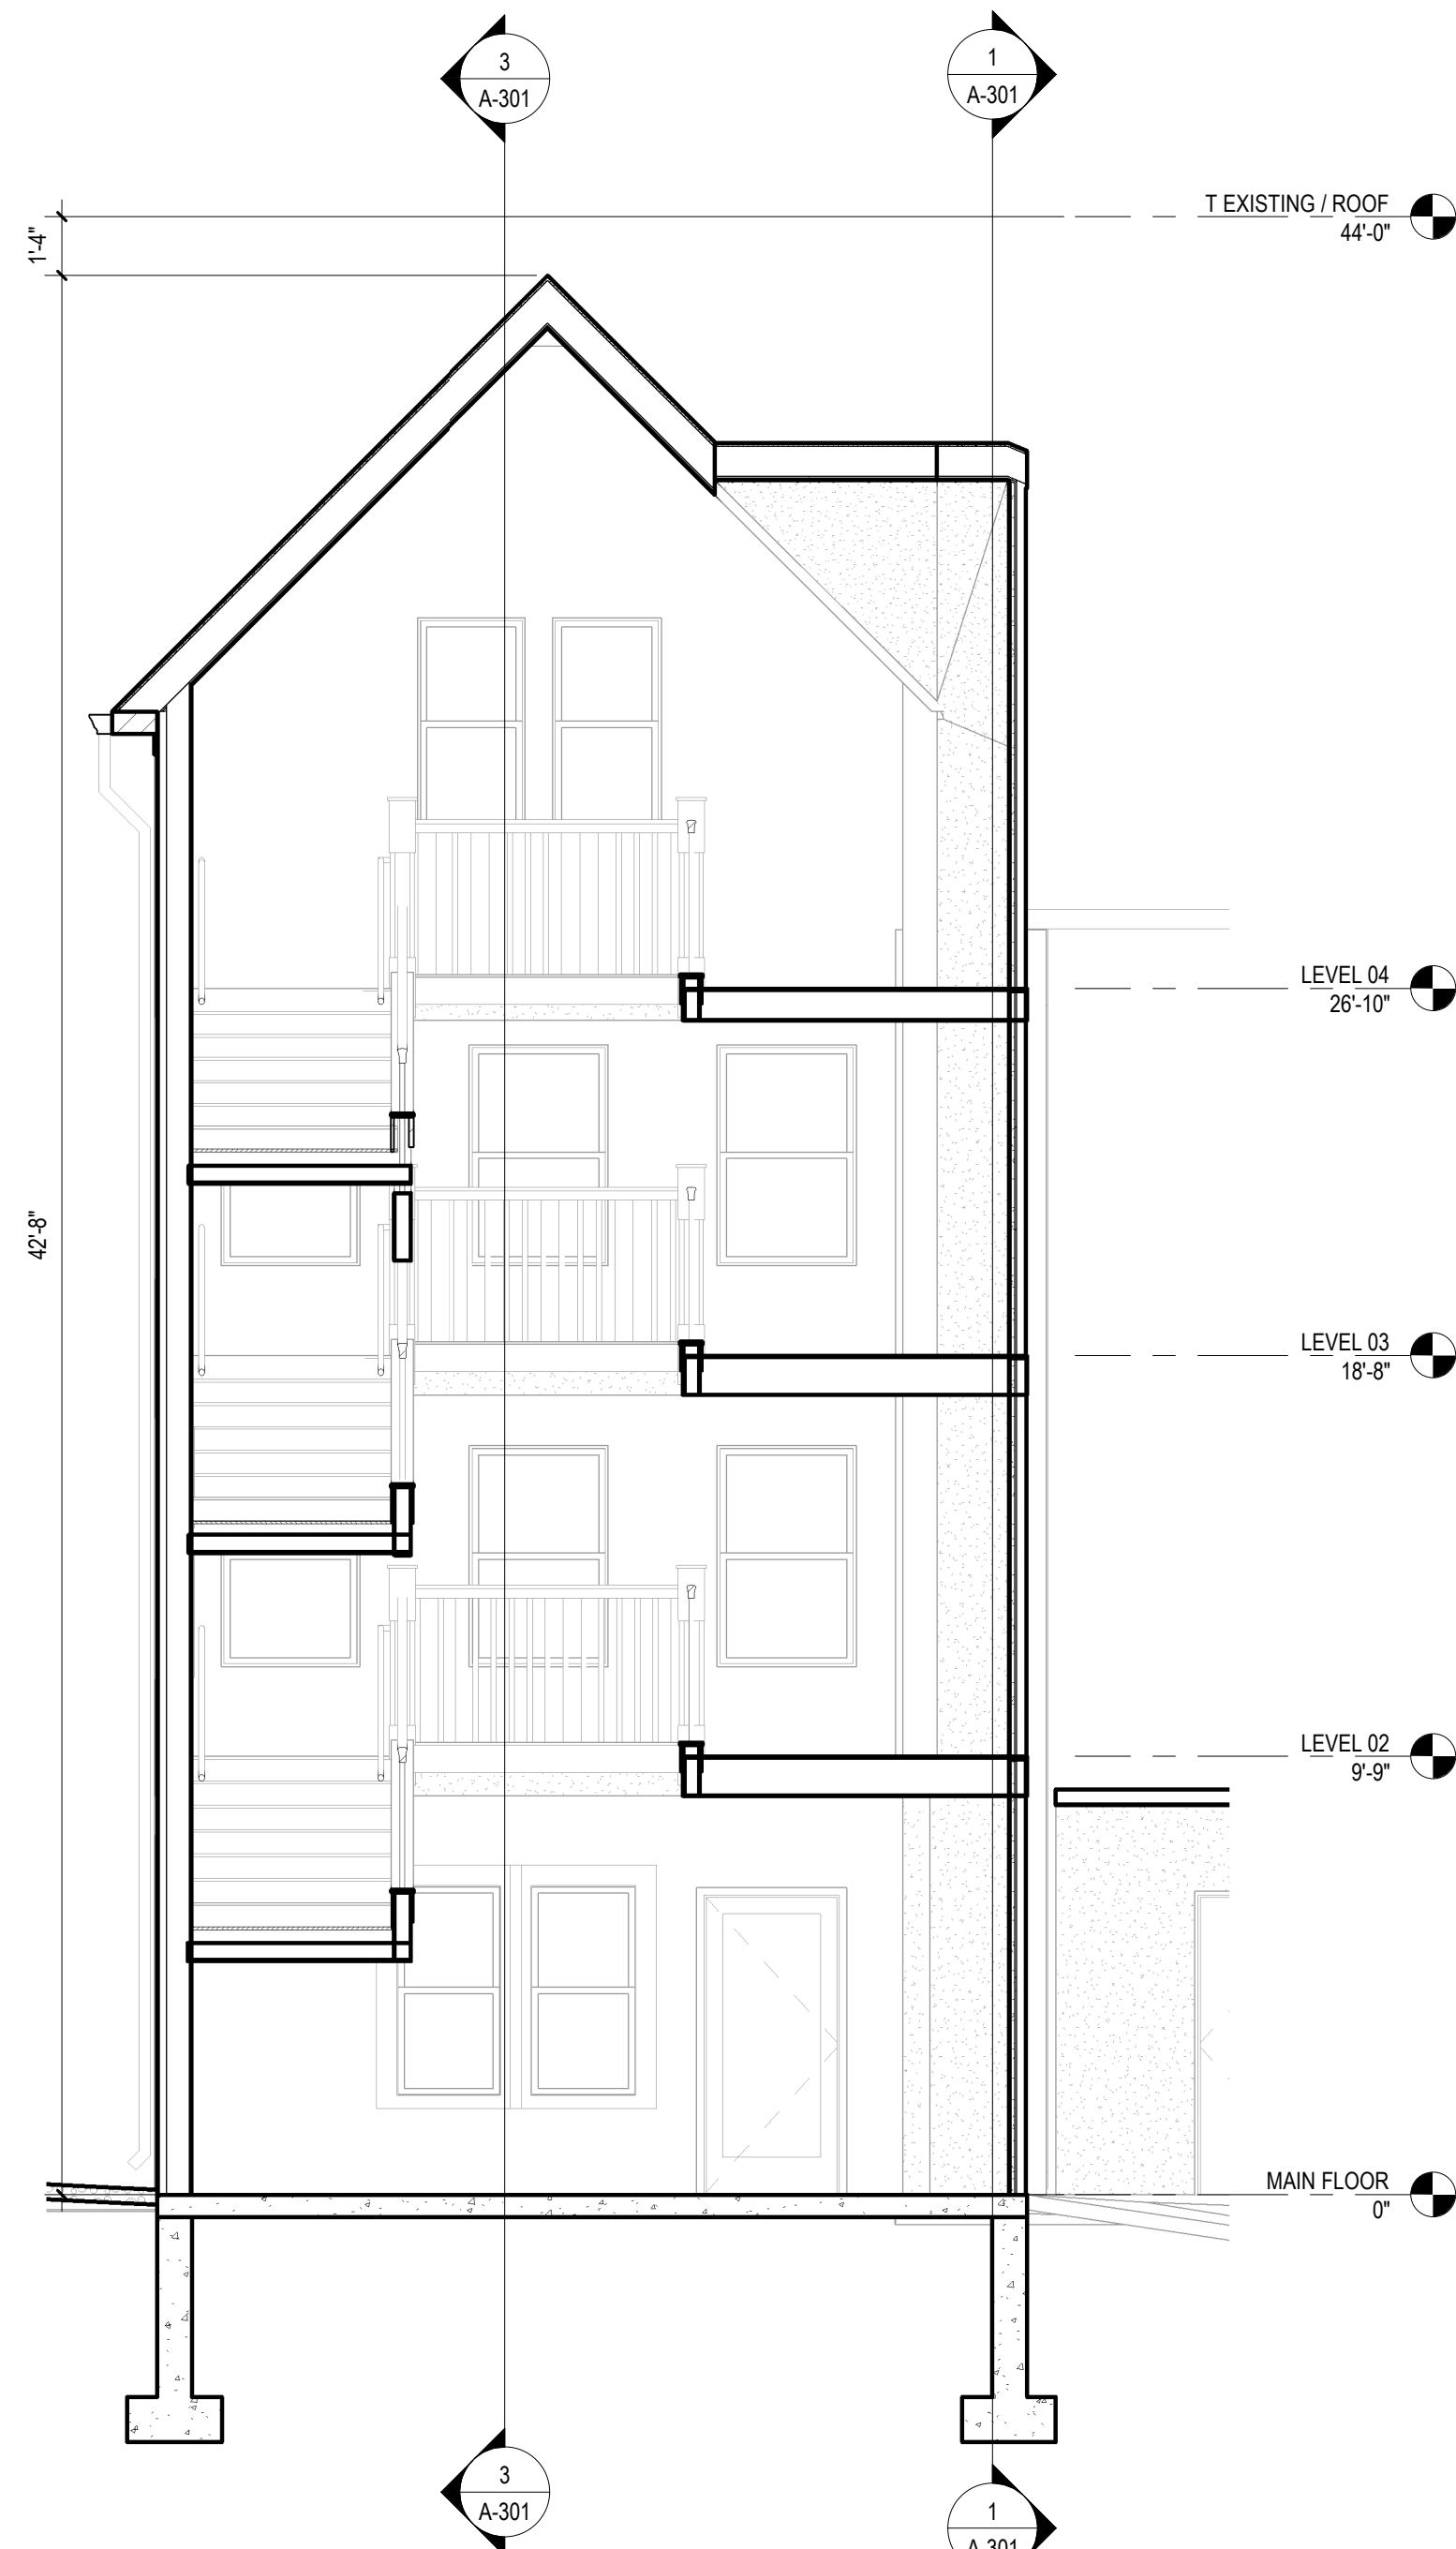 3
A-301
1
A-301
T EXISTING / ROOF
44'-0"
1'-4"
LEVEL 04
26'-10"
42'-8"
LEVEL 03
18'-8"
LEVEL 02
9'-9"
MAIN FLOOR
0"
3
A-301
1
A-301